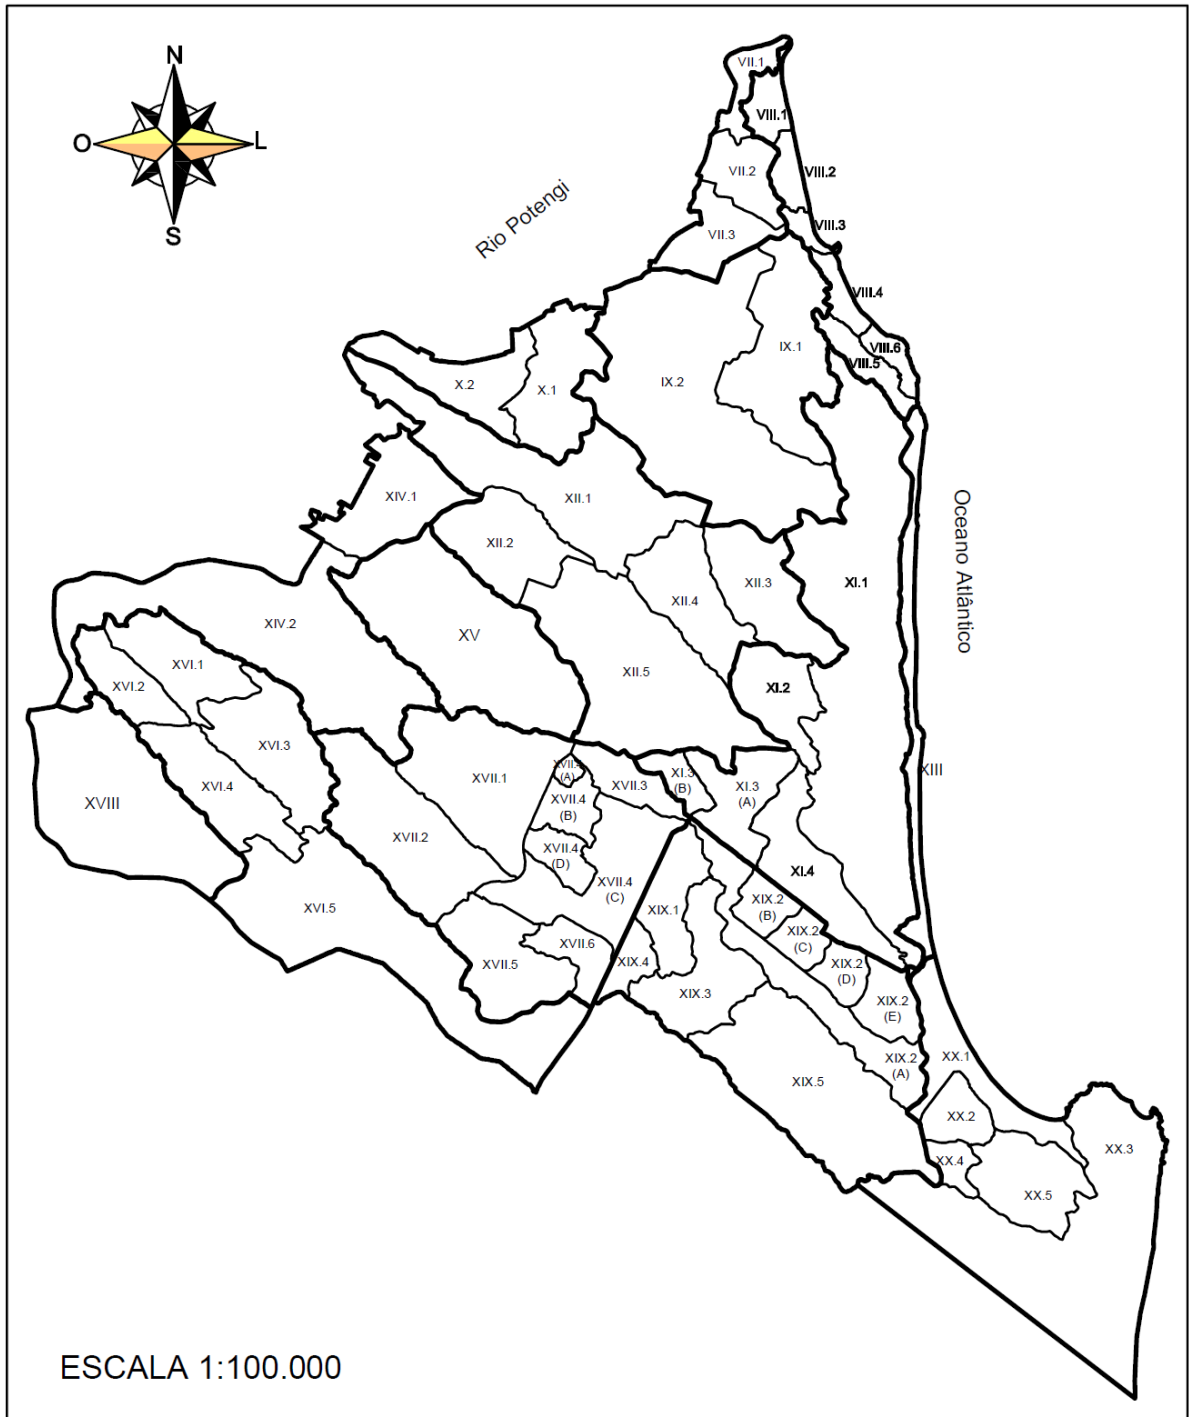 N
O
L
S
Rio Potengi
Oceano Atlântico
VII.1
VIII.1
VII.2
VIII.2
VII.3
VIII.3
VIII.4
IX.1
VIII.6
VIII.5
IX.2
X.2
X.1
XIV.1
XII.1
XII.2
XII.3
XI.1
XII.4
XIV.2
XV
XVI.1
XII.5
XVI.2
XI.2
XVI.3
XVII.4
(A)
XVII.1
XVII.3
XI.3
(B)
XI.3
(A)
XIII
XVI.4
XVIII
XVII.4
(B)
XVII.2
XVII.4
(D)
XI.4
XVII.4
(C)
XVI.5
XIX.1
XIX.2
(B)
XIX.2
(C)
XVII.6
XVII.5
XIX.4
XIX.2
(D)
XIX.3
XIX.2
(E)
XX.1
XIX.2
(A)
XIX.5
XX.2
XX.3
XX.4
XX.5
ESCALA 1:100.000